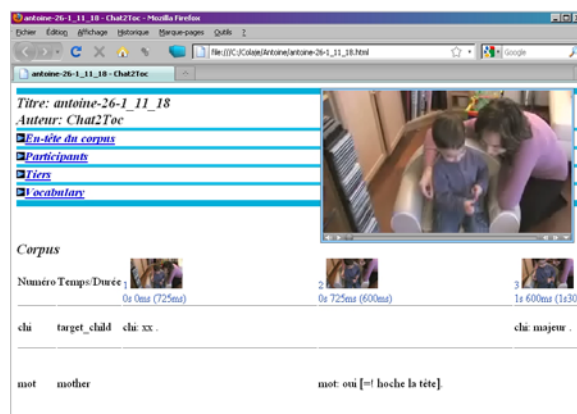 antoine-26-1_11_18 - Chat2Toc - Mozilla Firefox
Fichier Édition Affichage Historique Marque-pages Outils ?
file:///C:/Colaje/Antoine/antoine-26-1_11_18.html
Google
antoine-26-1_11_18 - Chat2Toc
Titre: antoine-26-1_11_18
Auteur: Chat2Toc
En-tête du corpus
Participants
Tiers
Vocabulary
Corpus
Numéro Temps/Durée 1 2 3
0s 0ms (725ms) 0s 725ms (600ms) 1s 600ms (1s30
chi target_child chi: xx . chi: majeur .
mot mother mot: oui [=! hoche la tête].